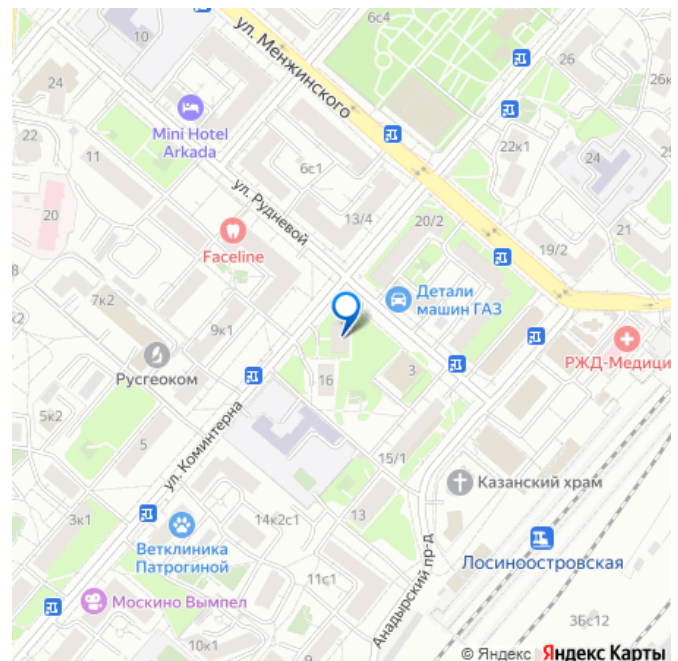 6с4
10
ул. Менжинского
24
26
26к
Mini Hotel
Arkada
22
22к1
24
25
11
6с1
ул. Рудневой
20
13/4
20/2
21
Faceline
19/2
8
7к2
Детали
машин ГАЗ
9к1
РЖД-Медици
Русгеоком
3
16
5к2
5
ул. Коминтерна
15/1
Казанский храм
3к1
14к2с1
13
Ветклиника
Патрогиной
Лосиноостровская
11с1
Анадырский пр-д
Москино Вымпел
3Бс12
10к1
© Яндекс Яндекс Карты